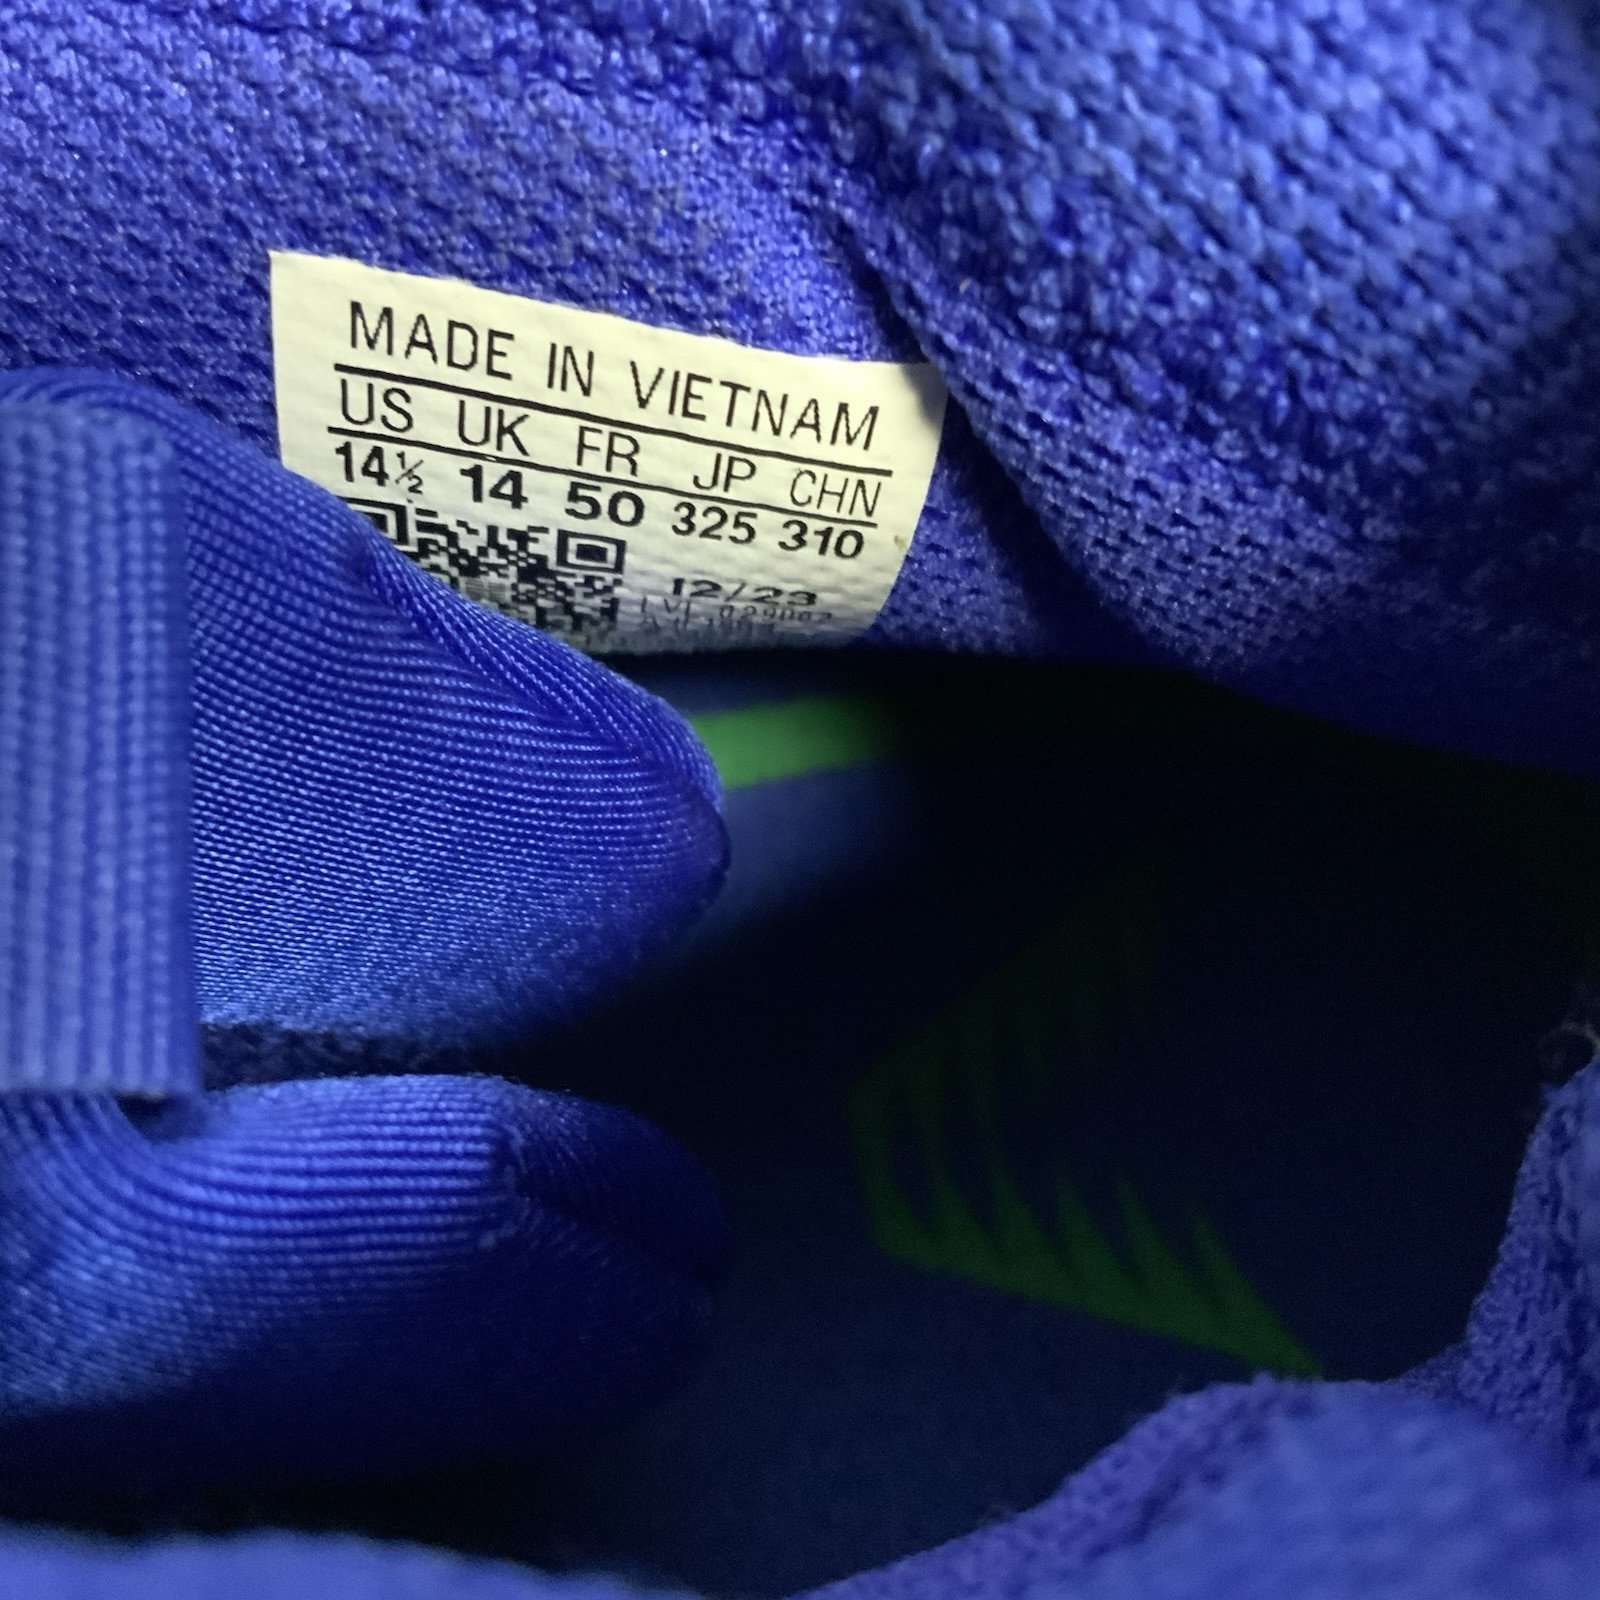 MADE IN VIETNAM
US UK FR JP CHN
14½ 14 50 325 310
12/23